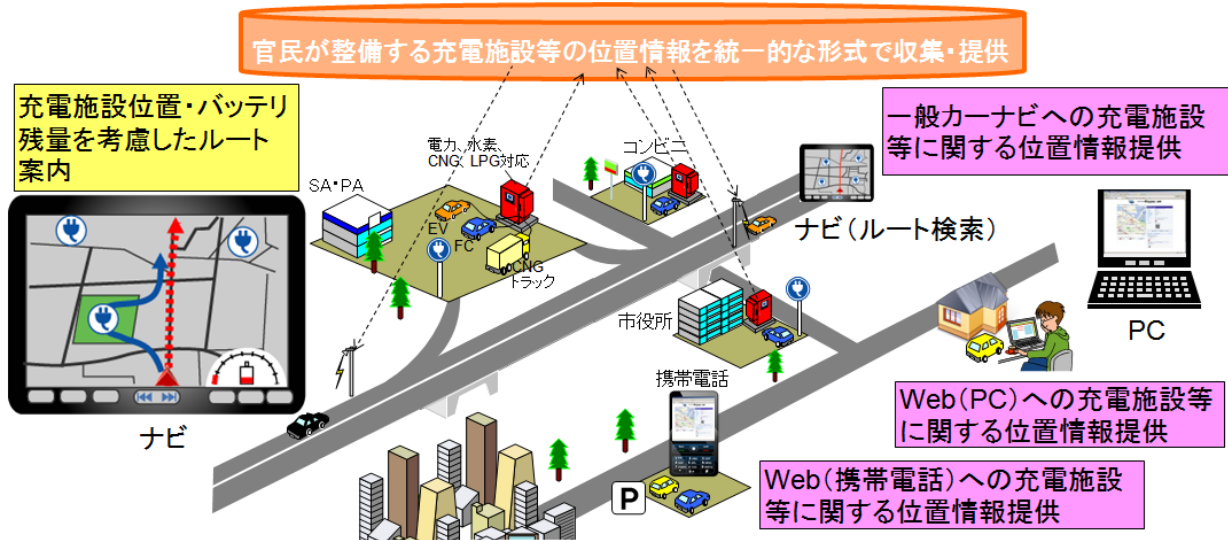 官民が整備する充電施設等の位置情報を統一的な形式で収集・提供
充電施設位置・バッテリ
残量を考慮したルート
案内
一般カーナビへの充電施設
等に関する位置情報提供
電力、水素、
CNG、LPG対応
コンビニ
SA・PA
EV
FC
CNG
トラック
ナビ(ルート検索)
市役所
PC
携帯電話
ナビ
Web(PC)への充電施設等
に関する位置情報提供
P
Web(携帯電話)への充電施設
等に関する位置情報提供